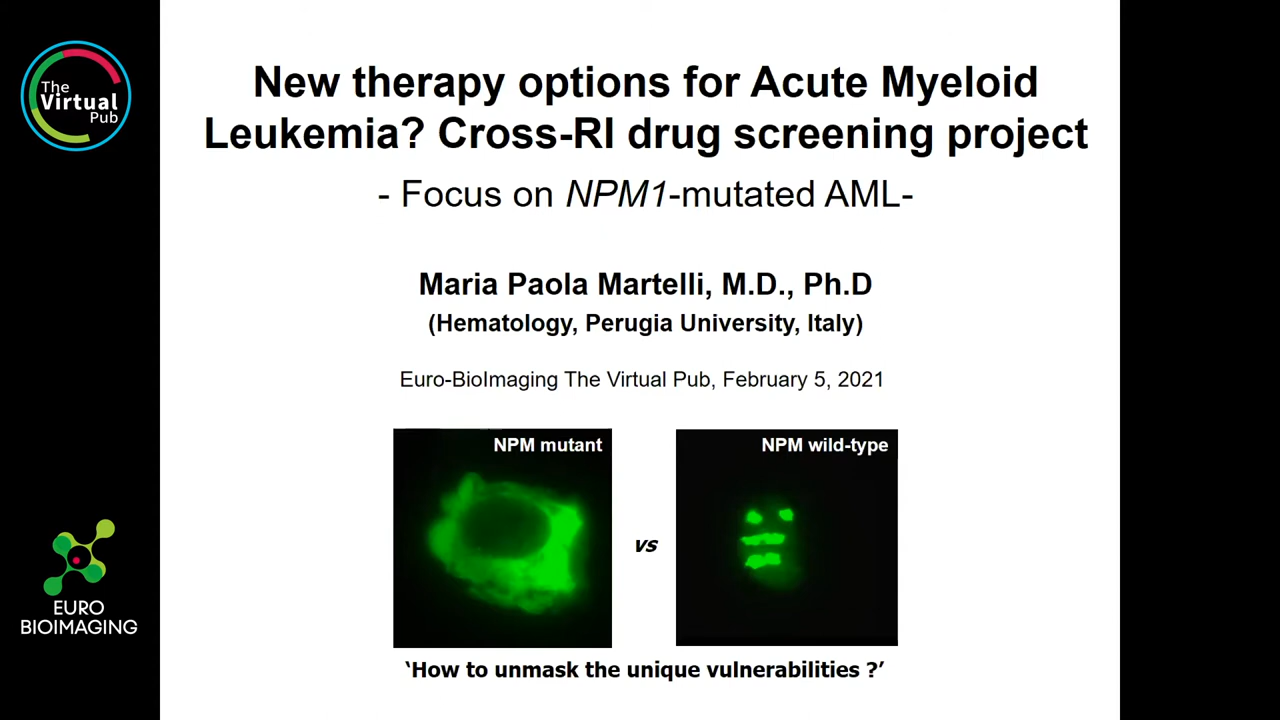 The
Virtual
Pub
New therapy options for Acute Myeloid
Leukemia? Cross-RI drug screening project
- Focus on NPM1-mutated AML-
Maria Paola Martelli, M.D., Ph.D
(Hematology, Perugia University, Italy)
Euro-BioImaging The Virtual Pub, February 5, 2021
NPM mutant
NPM wild-type
vs
EURO
BIOIMAGING
‘How to unmask the unique vulnerabilities ?’